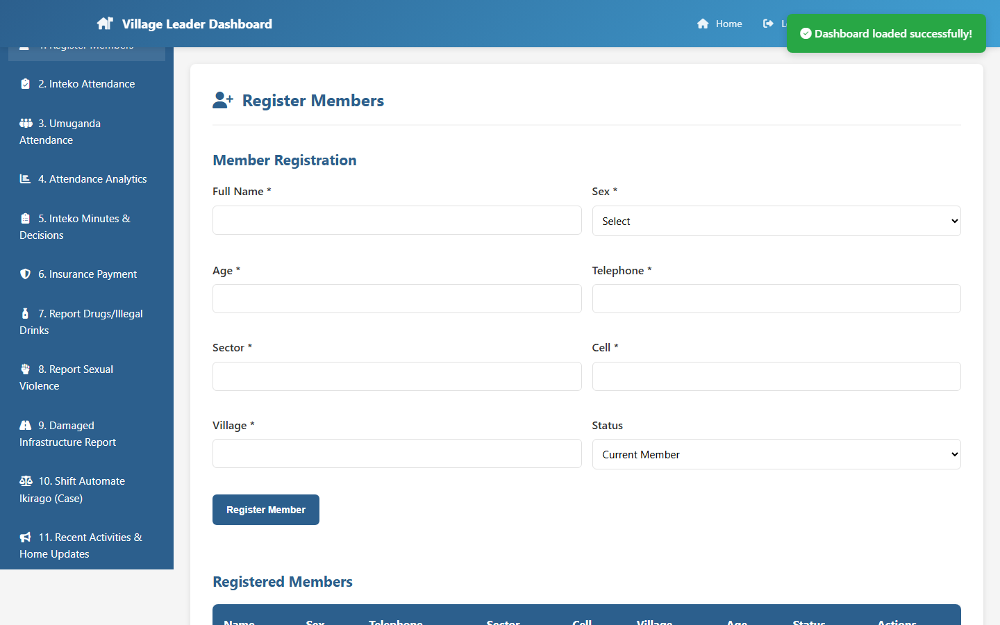 Village Leader Dashboard
Home
Dashboard loaded successfully!
1. Register Members
2. Inteko Attendance
3. Umuganda
Attendance
4. Attendance Analytics
5. Inteko Minutes &
Decisions
6. Insurance Payment
7. Report Drugs/Illegal
Drinks
8. Report Sexual
Violence
9. Damaged
Infrastructure Report
10. Shift Automate
Ikirago (Case)
11. Recent Activities &
Home Updates
Register Members
Member Registration
Full Name *
Sex *
Select
Age *
Telephone *
Sector *
Cell *
Village *
Status
Current Member
Register Member
Registered Members
Name Sex Telephone Sector Cell Village Age Status Actions